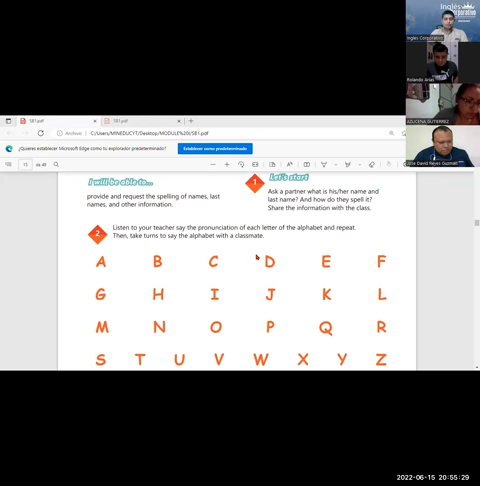 Inglés
Corporativo
Inglés Corporativo
Rolando Arias
AZUCENA GUTIERREZ
Jose David Reyes Guzman
SB1.pdf
SB1.pdf
Archivo
C:/Users/MINEDUCYT/Desktop/MODULE%20I/SB1.pdf
¿Quieres establecer Microsoft Edge como tu explorador predeterminado?
Establecer como predeterminado
I will be able to...
provide and request the spelling of names, last
names, and other information.
1
Let's start
Ask a partner what is his/her name and
last name? And how do they spell it?
Share the information with the class.
2
Listen to your teacher say the pronunciation of each letter of the alphabet and repeat.
Then, take turns to say the alphabet with a classmate.
A B C D E F
G H I J K L
M N O P Q R
S T U V W X Y Z
2022-06-15 20:55:29